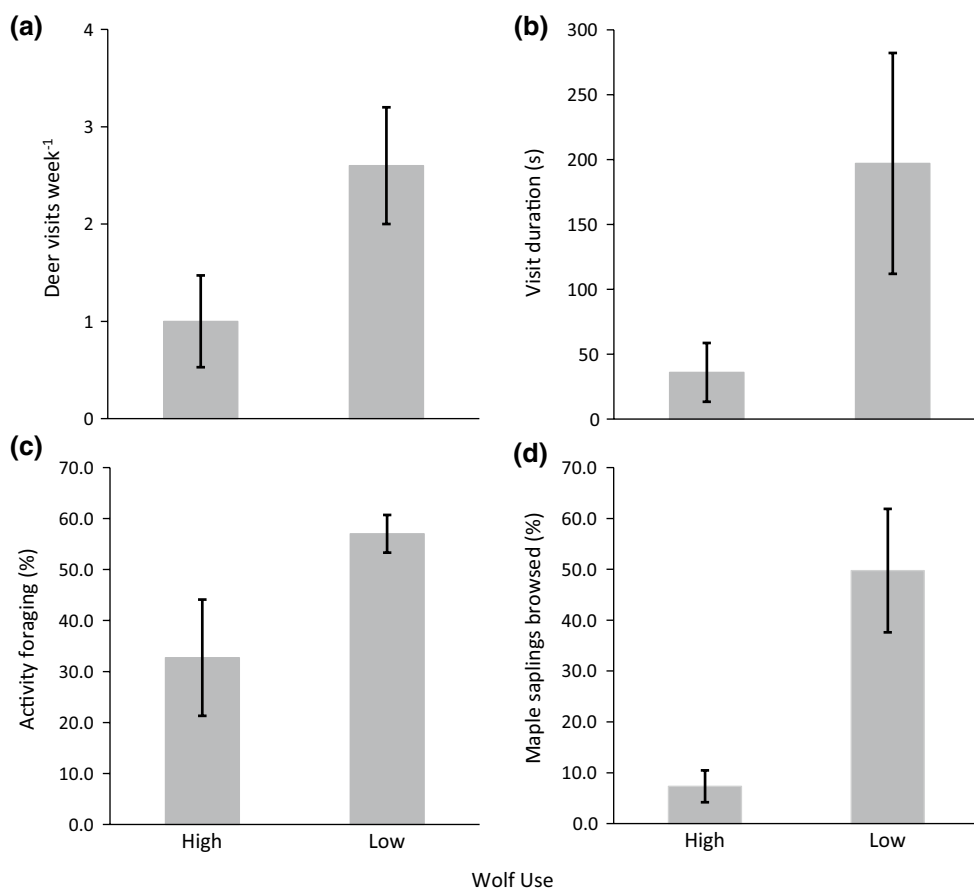 (a)
4
3
2
1
0
Deer visits week⁻¹
(b)
300
250
200
150
100
50
0
Visit duration (s)
(c)
70.0
60.0
50.0
40.0
30.0
20.0
10.0
0.0
Activity foraging (%)
High
Low
(d)
70.0
60.0
50.0
40.0
30.0
20.0
10.0
0.0
Maple saplings browsed (%)
High
Low
Wolf Use